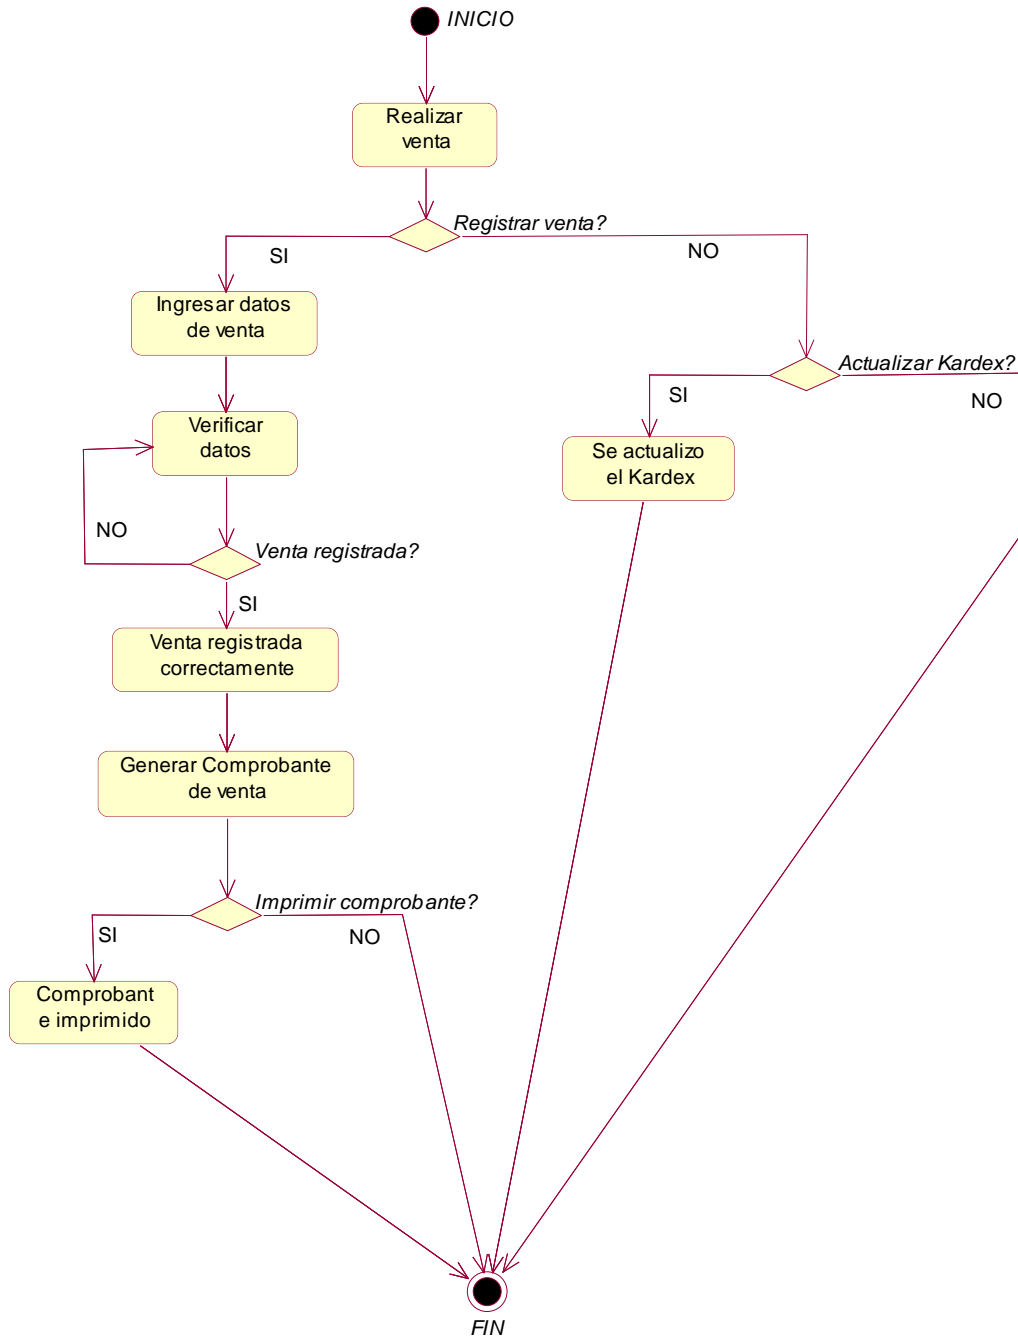 INICIO
Realizar
venta
Registrar venta?
SI
NO
Ingresar datos
de venta
Actualizar Kardex?
SI
NO
Verificar
datos
Se actualizo
el Kardex
NO
Venta registrada?
SI
Venta registrada
correctamente
Generar Comprobante
de venta
Imprimir comprobante?
SI
NO
Comprobant
e imprimido
FIN